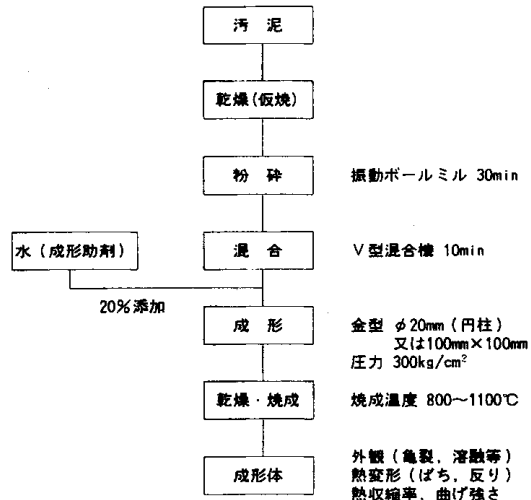 汚 泥
乾燥(仮焼)
粉 砕
振動ボールミル 30min
水(成形助剤)
混 合
V型混合機 10min
20%添加
成 形
金型 φ20mm(円柱)
又は100mm×100mm
圧力 300kg/cm²
乾燥・焼成
焼成温度 800~1100℃
成形体
外観(亀裂,溶融等)
熱変形(ばち,反り)
熱収縮率,曲げ強さ